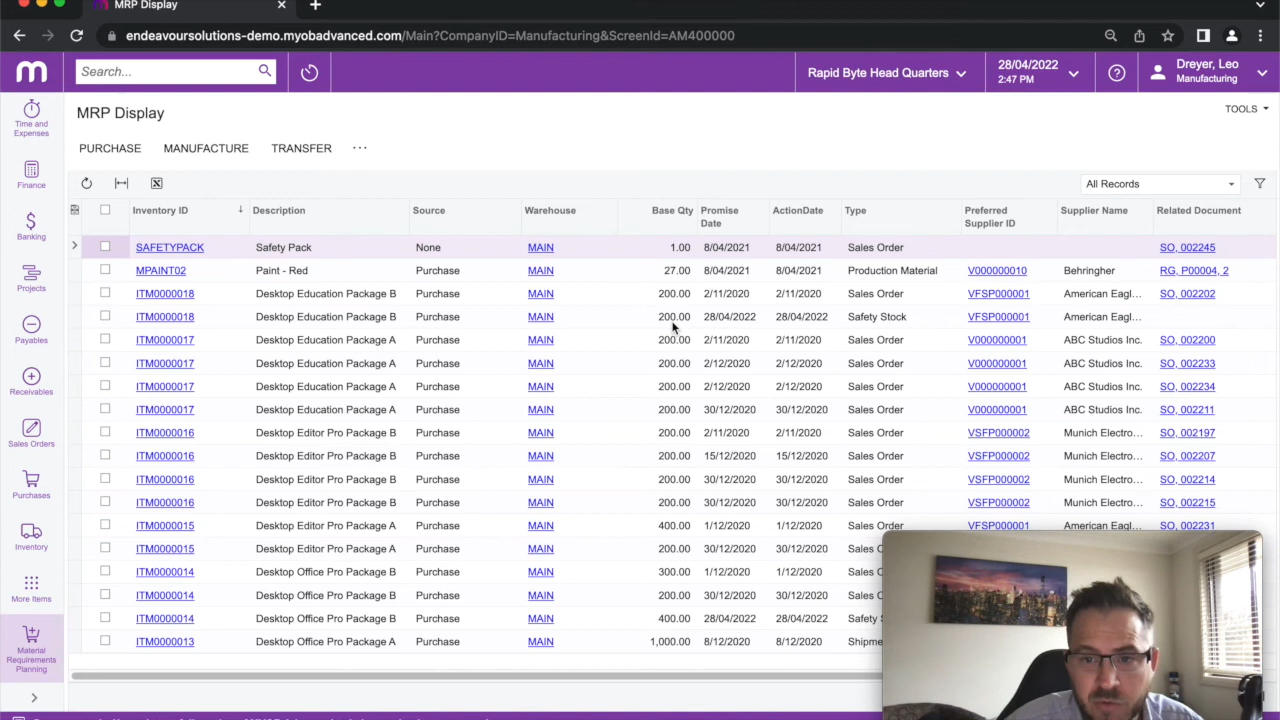 MRP Display
endeavoursolutions-demo.myobadvanced.com/Main?CompanyID=Manufacturing&ScreenId=AM400000
Search...
Rapid Byte Head Quarters
28/04/2022
2:47 PM
Dreyer, Leo
Manufacturing
Time and
Expenses
Finance
Banking
Projects
Payables
Receivables
Sales Orders
Purchases
Inventory
More Items
Material
Requirements
Planning
MRP Display
TOOLS
PURCHASE MANUFACTURE TRANSFER ...
All Records
Inventory ID Description Source Warehouse Base Qty Promise Date ActionDate Type Preferred Supplier ID Supplier Name Related Document
SAFETYPACK Safety Pack None MAIN 1.00 8/04/2021 8/04/2021 Sales Order SO, 002245
MPAINT02 Paint - Red Purchase MAIN 27.00 8/04/2021 8/04/2021 Production Material V000000010 Behringher RG, P00004, 2
ITM0000018 Desktop Education Package B Purchase MAIN 200.00 2/11/2020 2/11/2020 Sales Order VFSP000001 American Eagl... SO, 002202
ITM0000018 Desktop Education Package B Purchase MAIN 200.00 28/04/2022 28/04/2022 Safety Stock VFSP000001 American Eagl...
ITM0000017 Desktop Education Package A Purchase MAIN 200.00 2/11/2020 2/11/2020 Sales Order V000000001 ABC Studios Inc. SO, 002200
ITM0000017 Desktop Education Package A Purchase MAIN 200.00 2/12/2020 2/12/2020 Sales Order V000000001 ABC Studios Inc. SO, 002233
ITM0000017 Desktop Education Package A Purchase MAIN 200.00 2/12/2020 2/12/2020 Sales Order V000000001 ABC Studios Inc. SO, 002234
ITM0000017 Desktop Education Package A Purchase MAIN 200.00 30/12/2020 30/12/2020 Sales Order V000000001 ABC Studios Inc. SO, 002211
ITM0000016 Desktop Editor Pro Package B Purchase MAIN 200.00 2/11/2020 2/11/2020 Sales Order VSFP000002 Munich Electro... SO, 002197
ITM0000016 Desktop Editor Pro Package B Purchase MAIN 200.00 15/12/2020 15/12/2020 Sales Order VSFP000002 Munich Electro... SO, 002207
ITM0000016 Desktop Editor Pro Package B Purchase MAIN 200.00 30/12/2020 30/12/2020 Sales Order VSFP000002 Munich Electro... SO, 002214
ITM0000016 Desktop Editor Pro Package B Purchase MAIN 200.00 30/12/2020 30/12/2020 Sales Order VSFP000002 Munich Electro... SO, 002215
ITM0000015 Desktop Editor Pro Package A Purchase MAIN 400.00 1/12/2020 1/12/2020 Sales Order VFSP000001 American Eagl... SO, 002231
ITM0000015 Desktop Editor Pro Package A Purchase MAIN 200.00 30/12/2020 30/12/2020 Sales
ITM0000014 Desktop Office Pro Package B Purchase MAIN 300.00 1/12/2020 1/12/2020 Sales
ITM0000014 Desktop Office Pro Package B Purchase MAIN 200.00 30/12/2020 30/12/2020 Sales
ITM0000014 Desktop Office Pro Package B Purchase MAIN 400.00 28/04/2022 28/04/2022 Safety
ITM0000013 Desktop Office Pro Package A Purchase MAIN 1,000.00 8/12/2020 8/12/2020